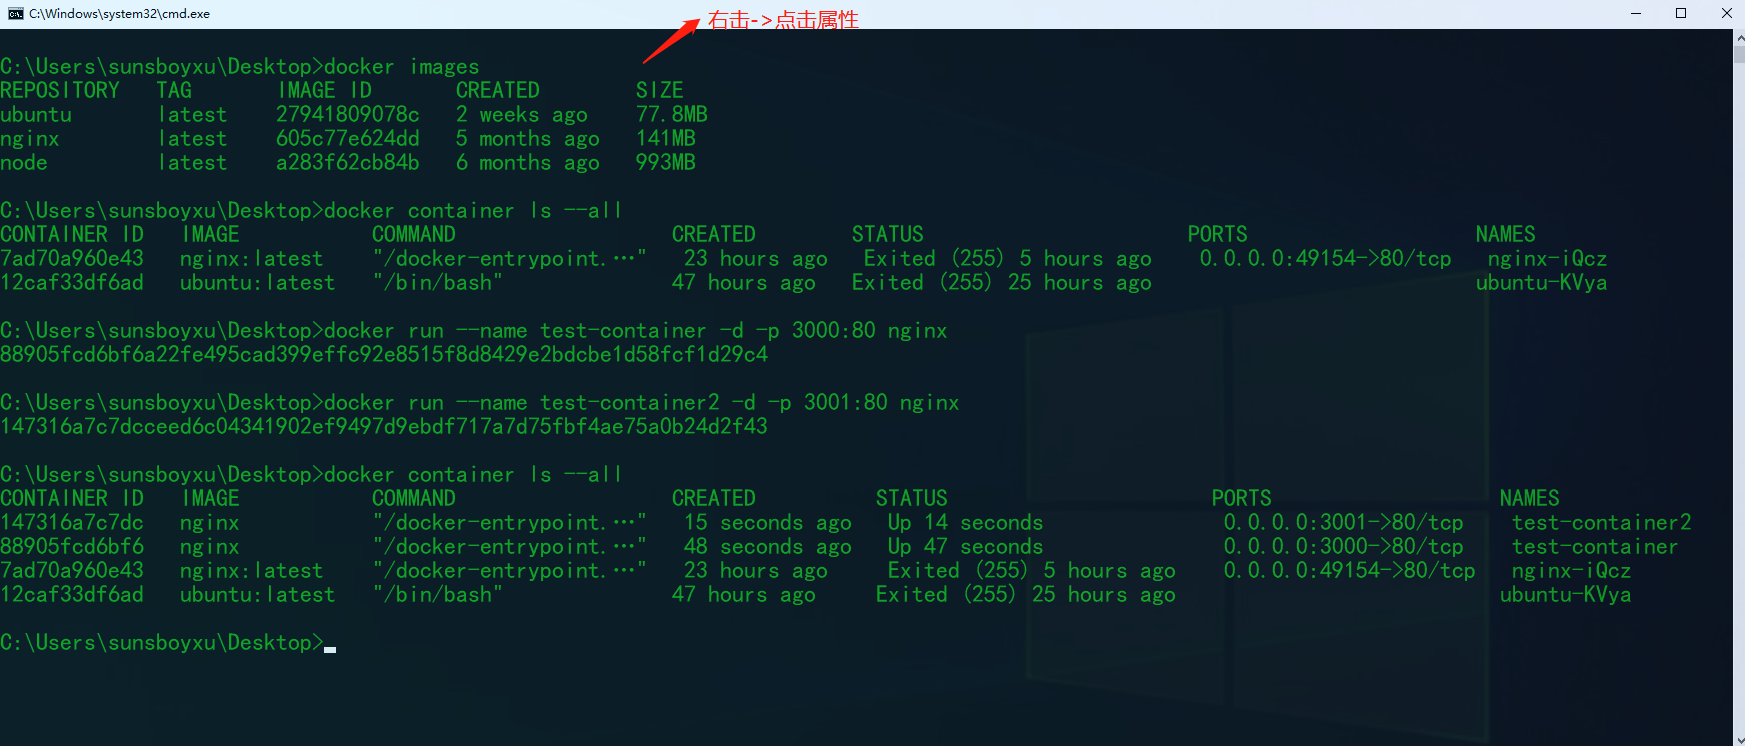 C:\Windows\system32\cmd.exe
右击->点击属性
C:\Users\sunsboyxu\Desktop>docker images
REPOSITORY   TAG       IMAGE ID       CREATED        SIZE
ubuntu       latest    27941809078c   2 weeks ago    77.8MB
nginx        latest    605c77e624dd   5 months ago   141MB
node         latest    a283f62cb84b   6 months ago   993MB
C:\Users\sunsboyxu\Desktop>docker container ls --all
CONTAINER ID   IMAGE           COMMAND                  CREATED        STATUS                      PORTS                   NAMES
7ad70a960e43   nginx:latest    "/docker-entrypoint.…"   23 hours ago   Exited (255) 5 hours ago    0.0.0.0:49154->80/tcp   nginx-iQcz
12caf33df6ad   ubuntu:latest   "/bin/bash"              47 hours ago   Exited (255) 25 hours ago                           ubuntu-KVya
C:\Users\sunsboyxu\Desktop>docker run --name test-container -d -p 3000:80 nginx
88905fcd6bf6a22fe495cad399effc92e8515f8d8429e2bdcbe1d58fcf1d29c4
C:\Users\sunsboyxu\Desktop>docker run --name test-container2 -d -p 3001:80 nginx
147316a7c7dcceed6c04341902ef9497d9ebdf717a7d75fbf4ae75a0b24d2f43
C:\Users\sunsboyxu\Desktop>docker container ls --all
CONTAINER ID   IMAGE           COMMAND                  CREATED          STATUS                      PORTS                   NAMES
147316a7c7dc   nginx           "/docker-entrypoint.…"   15 seconds ago   Up 14 seconds               0.0.0.0:3001->80/tcp    test-container2
88905fcd6bf6   nginx           "/docker-entrypoint.…"   48 seconds ago   Up 47 seconds               0.0.0.0:3000->80/tcp    test-container
7ad70a960e43   nginx:latest    "/docker-entrypoint.…"   23 hours ago     Exited (255) 5 hours ago    0.0.0.0:49154->80/tcp   nginx-iQcz
12caf33df6ad   ubuntu:latest   "/bin/bash"              47 hours ago     Exited (255) 25 hours ago                           ubuntu-KVya
C:\Users\sunsboyxu\Desktop>